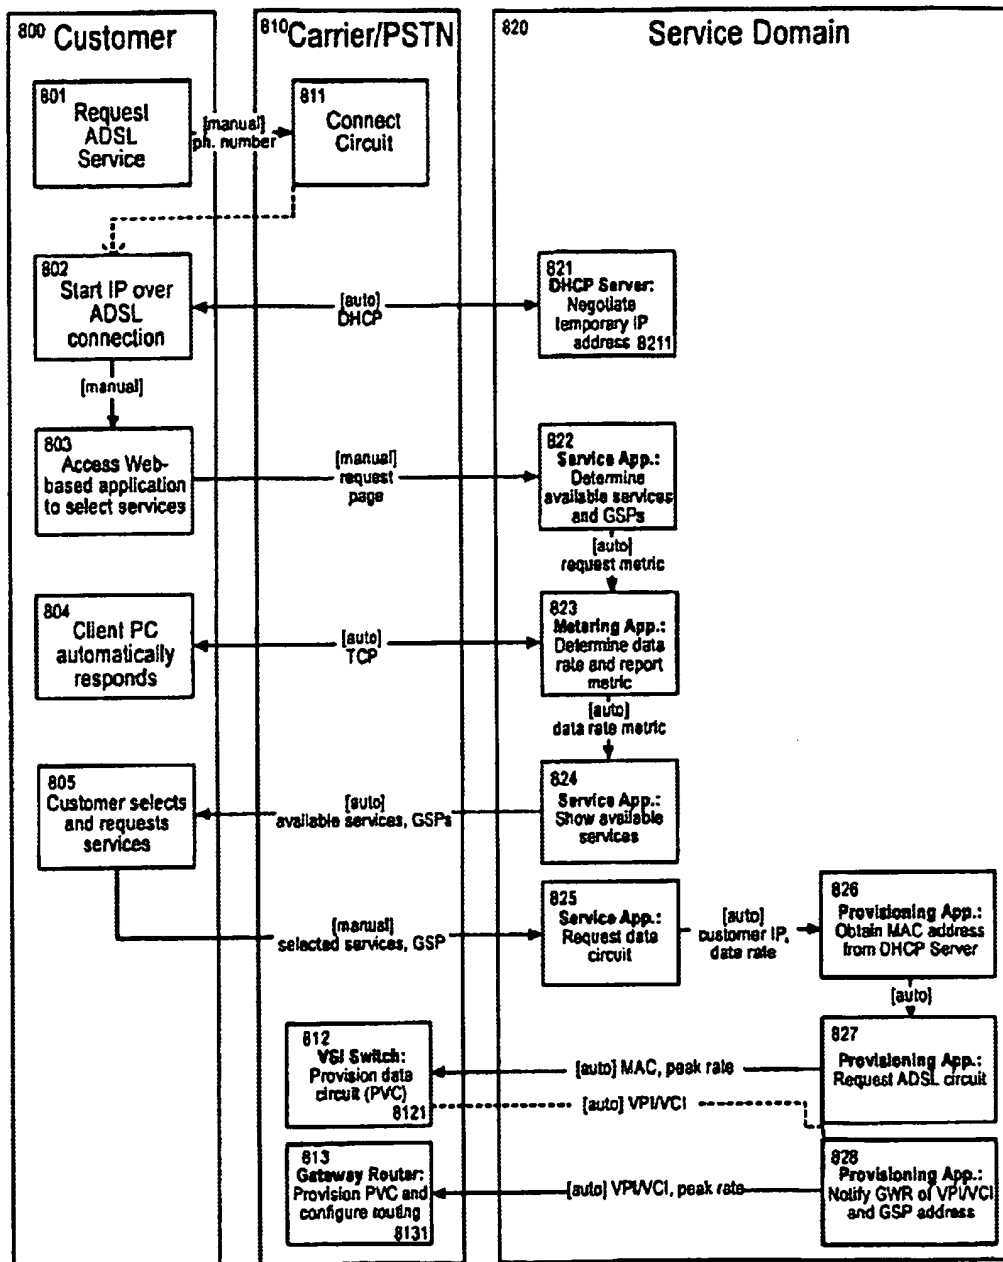 800 Customer
810 Carrier/PSTN
820 Service Domain
801
Request
ADSL
Service
[manual]
ph. number
811
Connect
Circuit
802
Start IP over
ADSL
connection
[auto]
DHCP
821
DHCP Server:
Negotiate
temporary IP
address 8211
[manual]
803
Access Web-
based application
to select services
[manual]
request
page
822
Service App.:
Determine
available services
and GSPs
[auto]
request metric
804
Client PC
automatically
responds
[auto]
TCP
823
Metering App.:
Determine data
rate and report
metric
[auto]
data rate metric
805
Customer selects
and requests
services
[auto]
available services, GSPs
824
Service App.:
Show available
services
[manual]
selected services, GSP
825
Service App.:
Request data
circuit
[auto]
customer IP,
data rate
826
Provisioning App.:
Obtain MAC address
from DHCP Server
[auto]
812
VSI Switch:
Provision data
circuit (PVC)
8121
[auto] MAC, peak rate
[auto] VPI/VCI
827
Provisioning App.:
Request ADSL circuit
813
Gateway Router:
Provision PVC and
configure routing
8131
[auto] VPI/VCI, peak rate
828
Provisioning App.:
Notify GWR of VPI/VCI
and GSP address